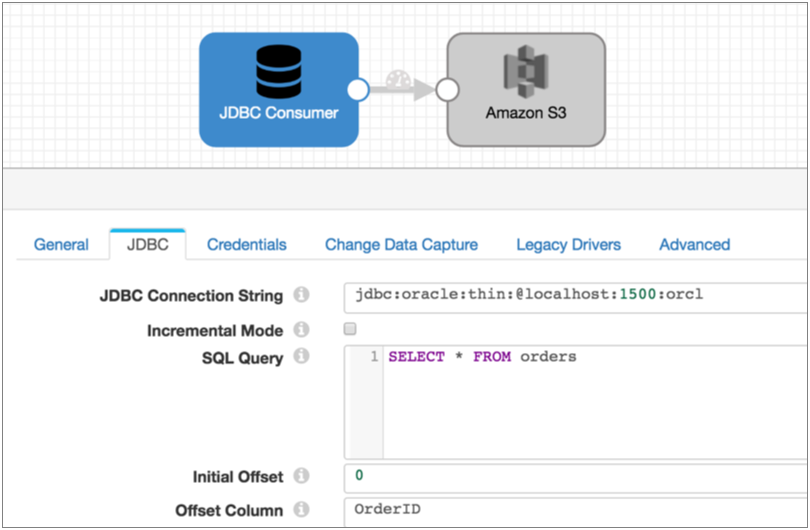 JDBC Consumer
Amazon S3
General JDBC Credentials Change Data Capture Legacy Drivers Advanced
JDBC Connection String jdbc:oracle:thin:@localhost:1500:orcl
Incremental Mode
SQL Query 1 SELECT * FROM orders
Initial Offset 0
Offset Column OrderID